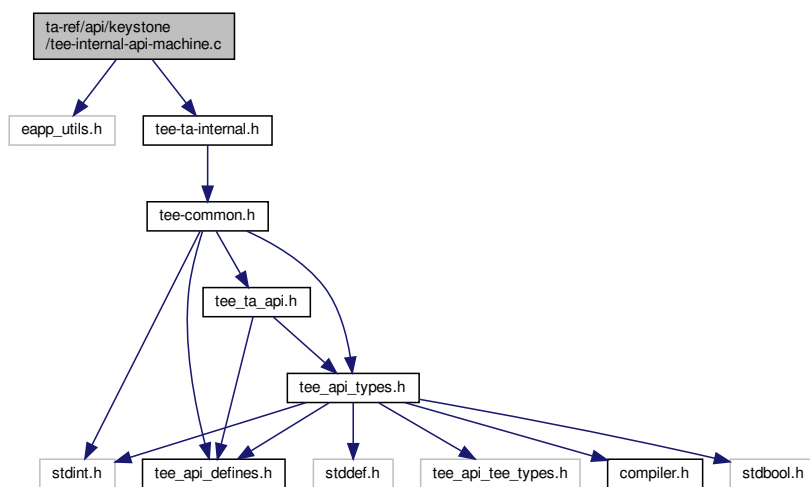 ta-ref/api/keystone
/tee-internal-api-machine.c
eapp_utils.h
tee-ta-internal.h
tee-common.h
tee_ta_api.h
tee_api_types.h
stdint.h
tee_api_defines.h
stddef.h
tee_api_tee_types.h
compiler.h
stdbool.h